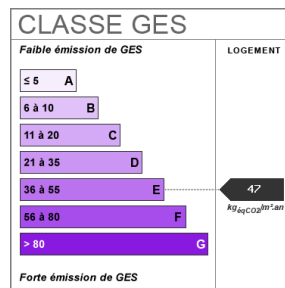 CLASSE GES
Faible émission de GES
LOGEMENT
≤ 5 A
6 à 10 B
11 à 20 C
21 à 35 D
36 à 55 E
47
kgéqCO2/m².an
56 à 80 F
> 80 G
Forte émission de GES